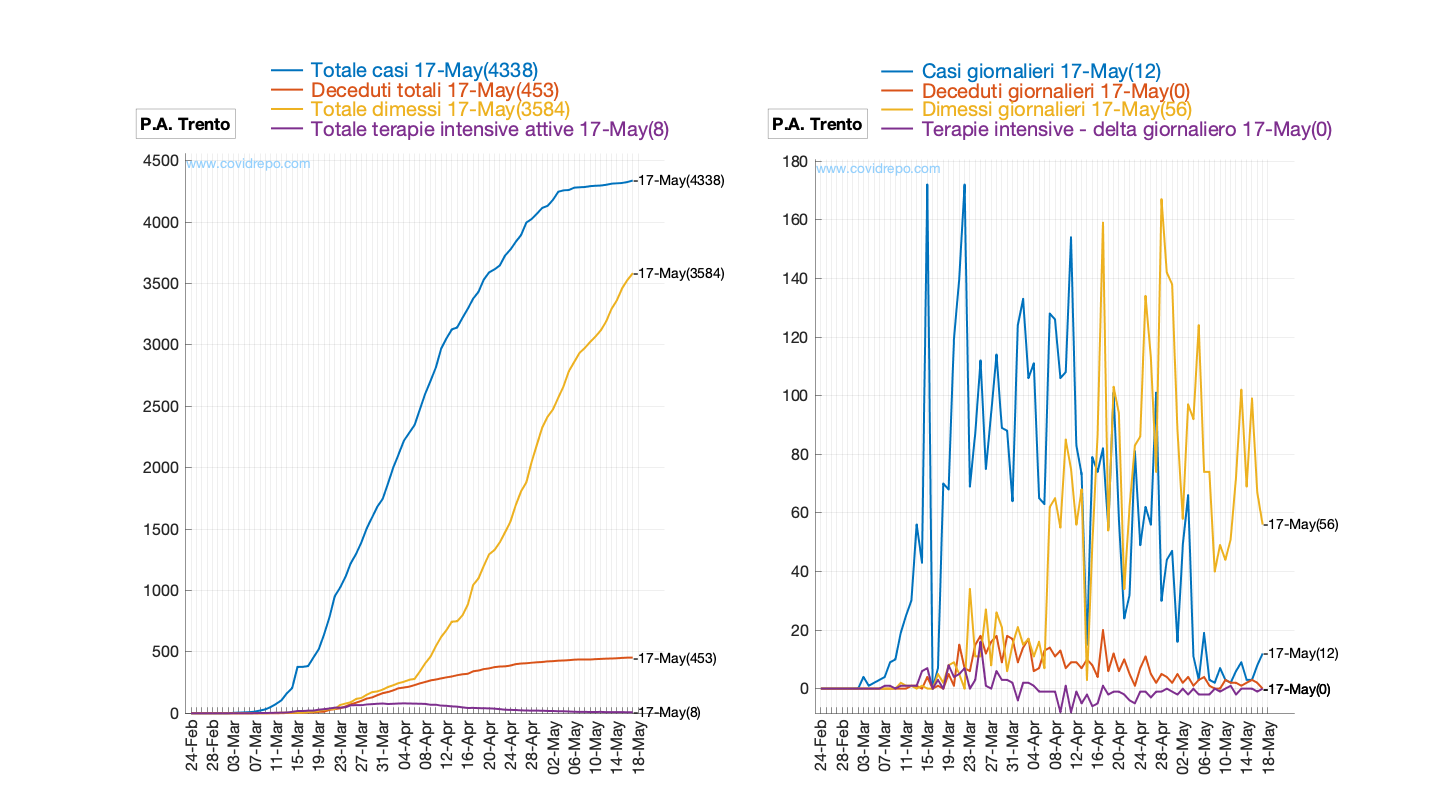 Totale casi 17-May(4338)
Deceduti totali 17-May(453)
Totale dimessi 17-May(3584)
Totale terapie intensive attive 17-May(8)
P.A. Trento
www.covidrepo.com
4500
4000
3500
3000
2500
2000
1500
1000
500
0
-17-May(4338)
-17-May(3584)
-17-May(453)
-17-May(8)
24-Feb
28-Feb
03-Mar
07-Mar
11-Mar
15-Mar
19-Mar
23-Mar
27-Mar
31-Mar
04-Apr
08-Apr
12-Apr
16-Apr
20-Apr
24-Apr
28-Apr
02-May
06-May
10-May
14-May
18-May
Casi giornalieri 17-May(12)
Deceduti giornalieri 17-May(0)
Dimessi giornalieri 17-May(56)
Terapie intensive - delta giornaliero 17-May(0)
P.A. Trento
www.covidrepo.com
180
160
140
120
100
80
60
40
20
0
-17-May(56)
-17-May(12)
-17-May(0)
24-Feb
28-Feb
03-Mar
07-Mar
11-Mar
15-Mar
19-Mar
23-Mar
27-Mar
31-Mar
04-Apr
08-Apr
12-Apr
16-Apr
20-Apr
24-Apr
28-Apr
02-May
06-May
10-May
14-May
18-May